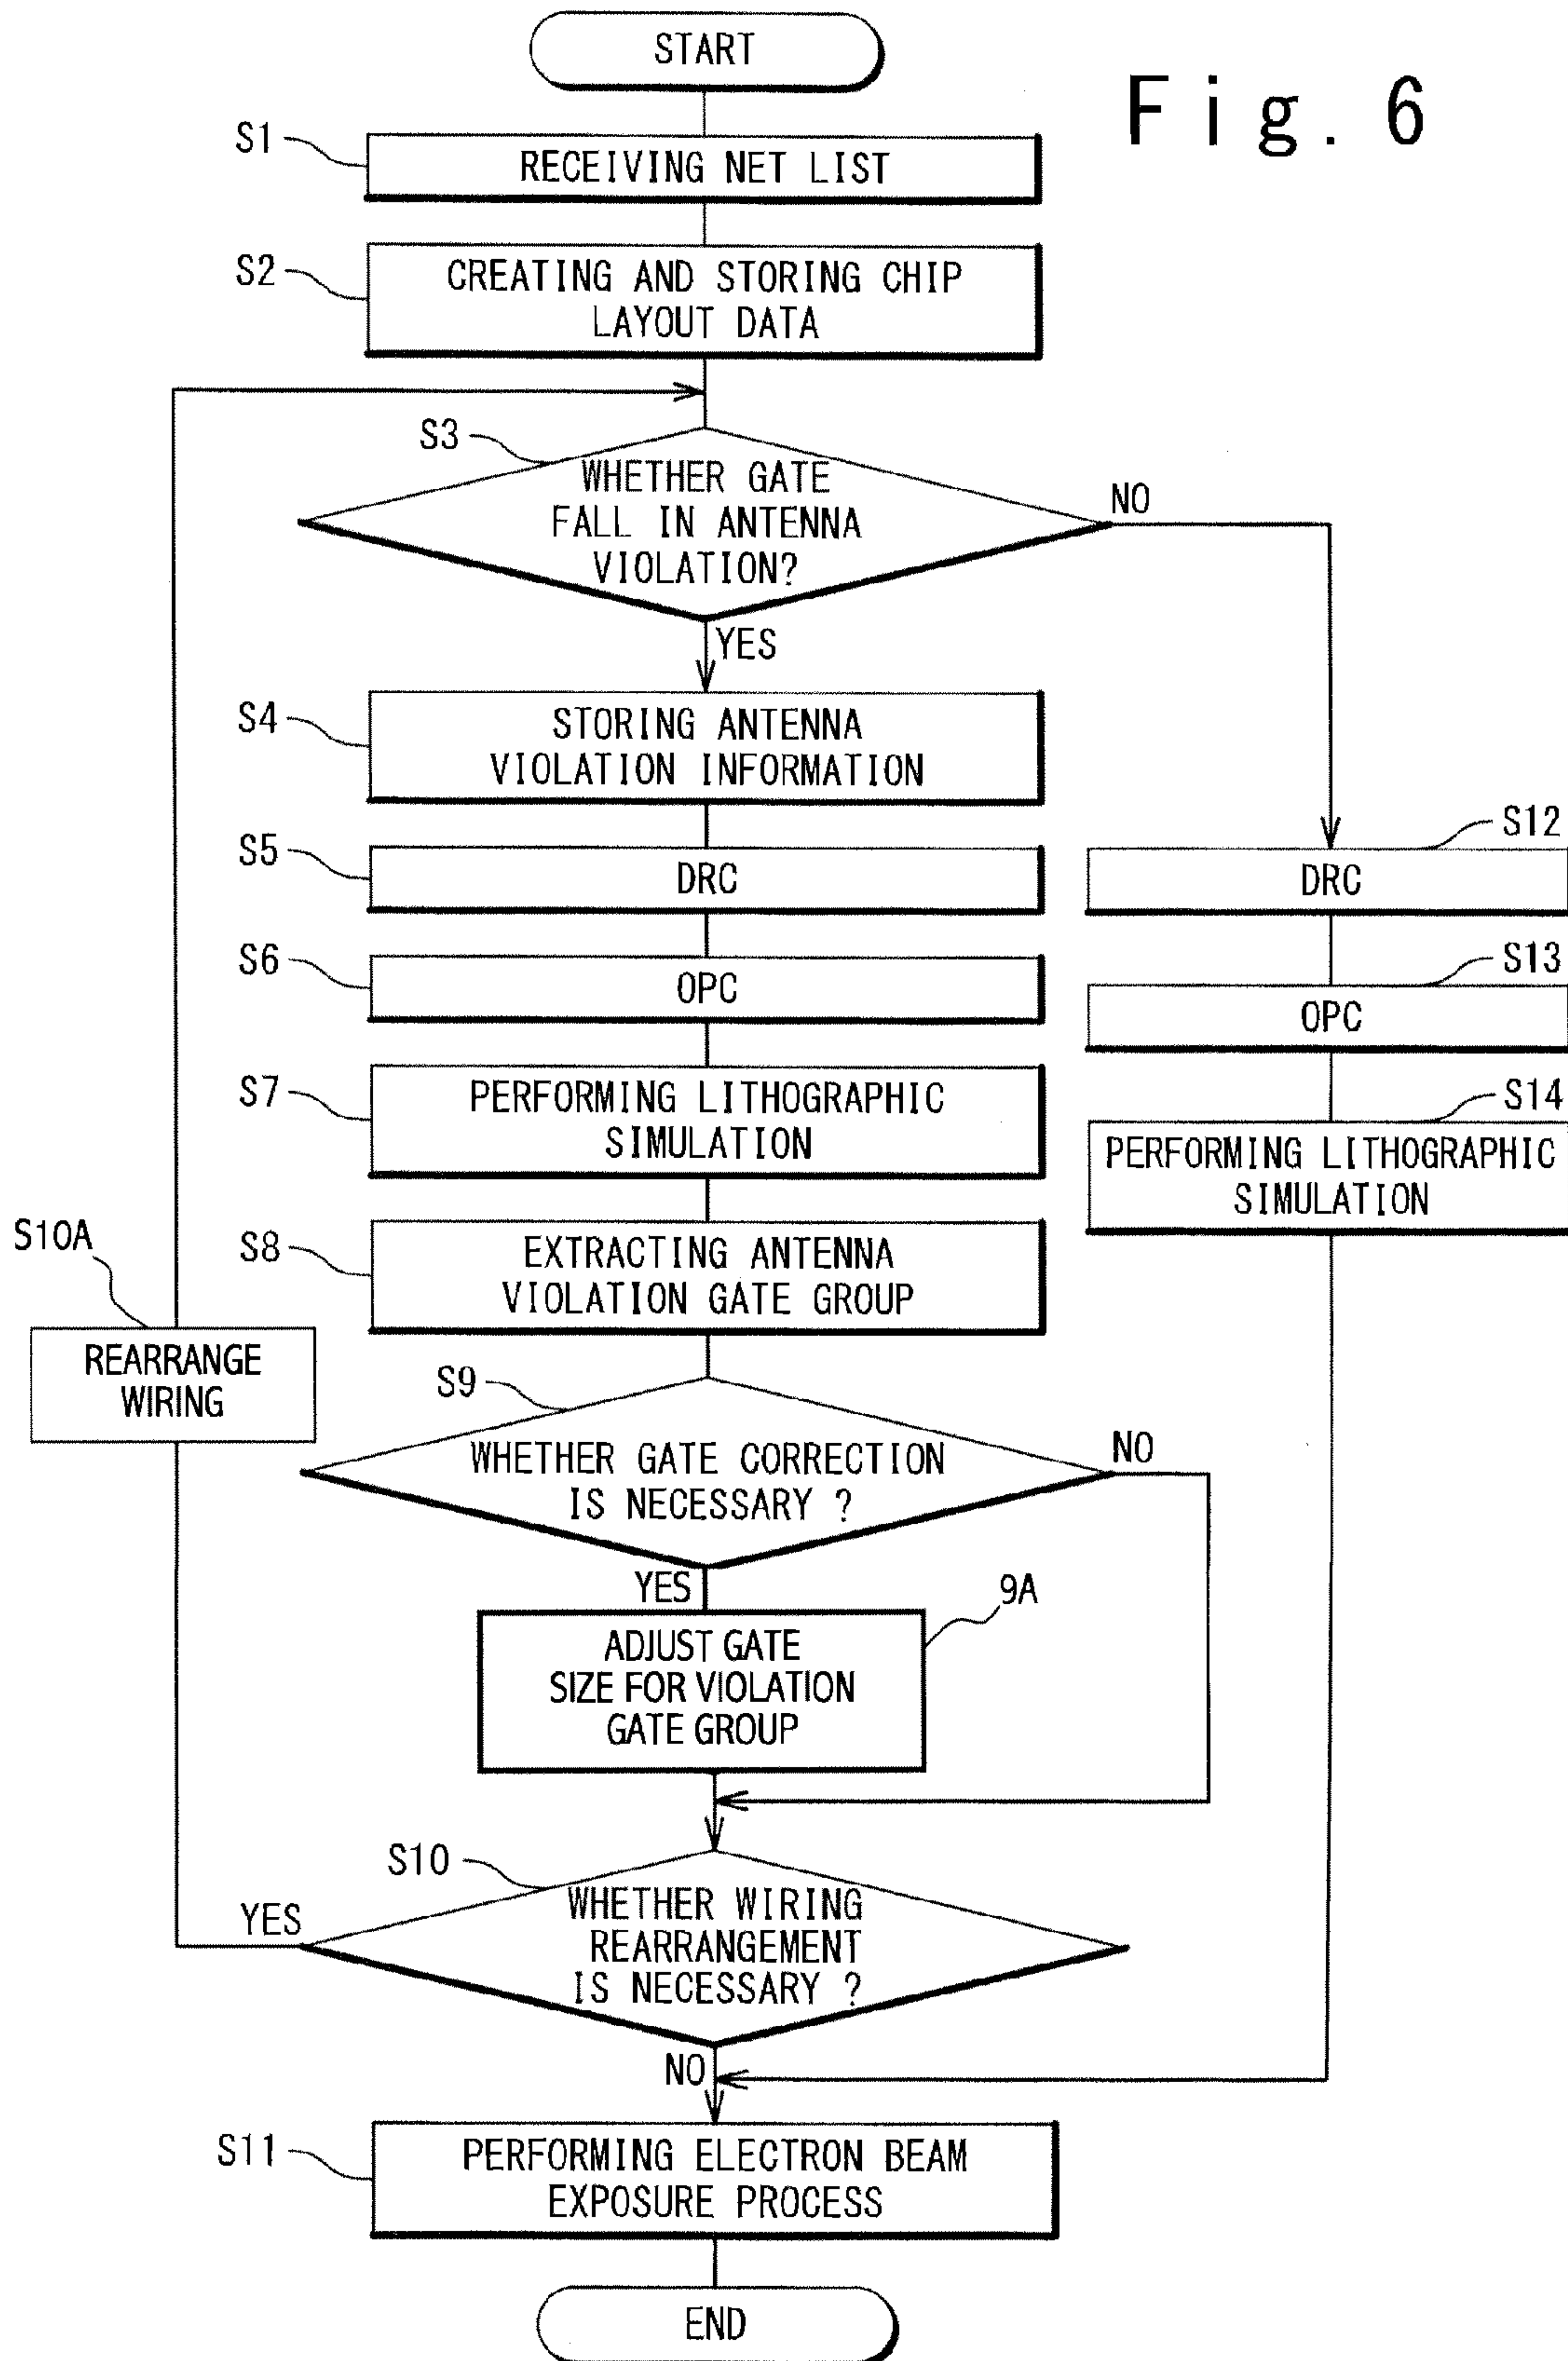 START
Fig. 6
S1
RECEIVING NET LIST
S2
CREATING AND STORING CHIP
LAYOUT DATA
S3
WHETHER GATE
FALL IN ANTENNA
VIOLATION?
NO
YES
S4
STORING ANTENNA
VIOLATION INFORMATION
S5
DRC
S12
DRC
S6
OPC
S13
OPC
S7
PERFORMING LITHOGRAPHIC
SIMULATION
S14
PERFORMING LITHOGRAPHIC
SIMULATION
S8
EXTRACTING ANTENNA
VIOLATION GATE GROUP
S10A
REARRANGE
WIRING
S9
WHETHER GATE CORRECTION
IS NECESSARY ?
NO
YES
9A
ADJUST GATE
SIZE FOR VIOLATION
GATE GROUP
S10
WHETHER WIRING
REARRANGEMENT
IS NECESSARY ?
YES
NO
S11
PERFORMING ELECTRON BEAM
EXPOSURE PROCESS
END